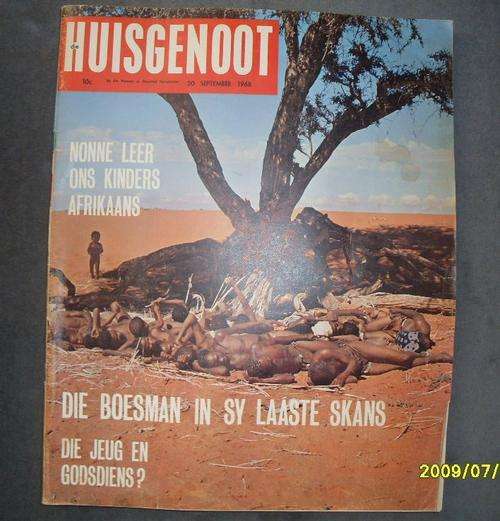 de
HUISGENOOT
10c
20 SEPTEMBER 1968
NONNE LEER
ONS KINDERS
AFRIKAANS
DIE BOESMAN IN SY LAASTE SKANS
DIE JEUG EN
GODSDIENS?
2009/07/